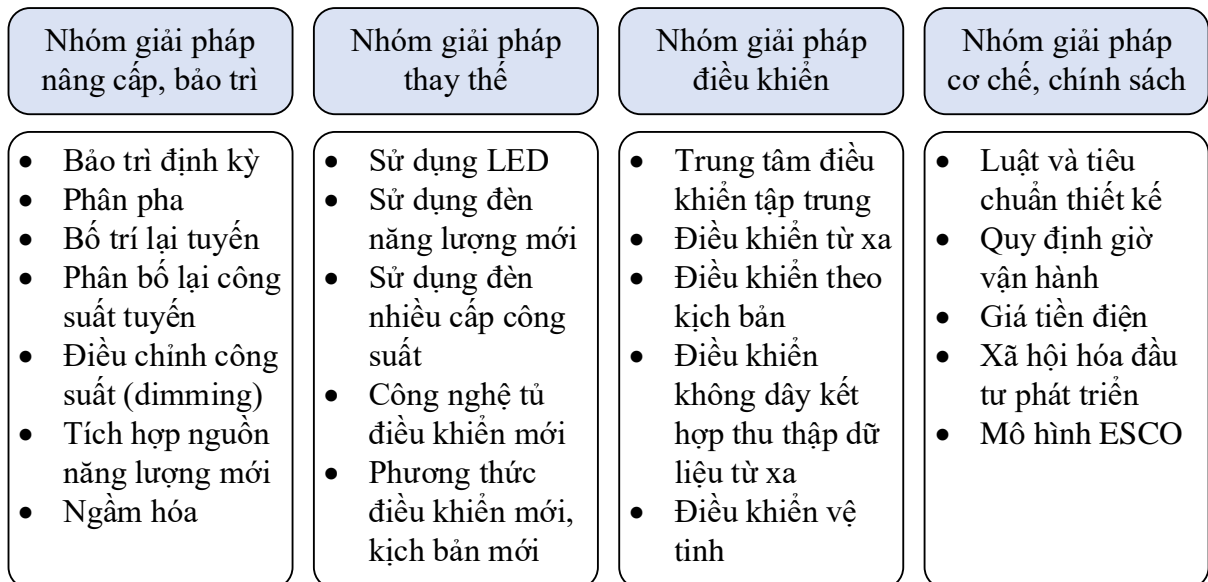 Nhóm giải pháp
nâng cấp, bảo trì
• Bảo trì định kỳ
• Phân pha
• Bố trí lại tuyến
• Phân bố lại công
suất tuyến
• Điều chỉnh công
suất (dimming)
• Tích hợp nguồn
năng lượng mới
• Ngầm hóa
Nhóm giải pháp
thay thế
• Sử dụng LED
• Sử dụng đèn
năng lượng mới
• Sử dụng đèn
nhiều cấp công
suất
• Công nghệ tủ
điều khiển mới
• Phương thức
điều khiển mới,
kịch bản mới
Nhóm giải pháp
điều khiển
• Trung tâm điều
khiển tập trung
• Điều khiển từ xa
• Điều khiển theo
kịch bản
• Điều khiển
không dây kết
hợp thu thập dữ
liệu từ xa
• Điều khiển vệ
tinh
Nhóm giải pháp
cơ chế, chính sách
• Luật và tiêu
chuẩn thiết kế
• Quy định giờ
vận hành
• Giá tiền điện
• Xã hội hóa đầu
tư phát triển
• Mô hình ESCO